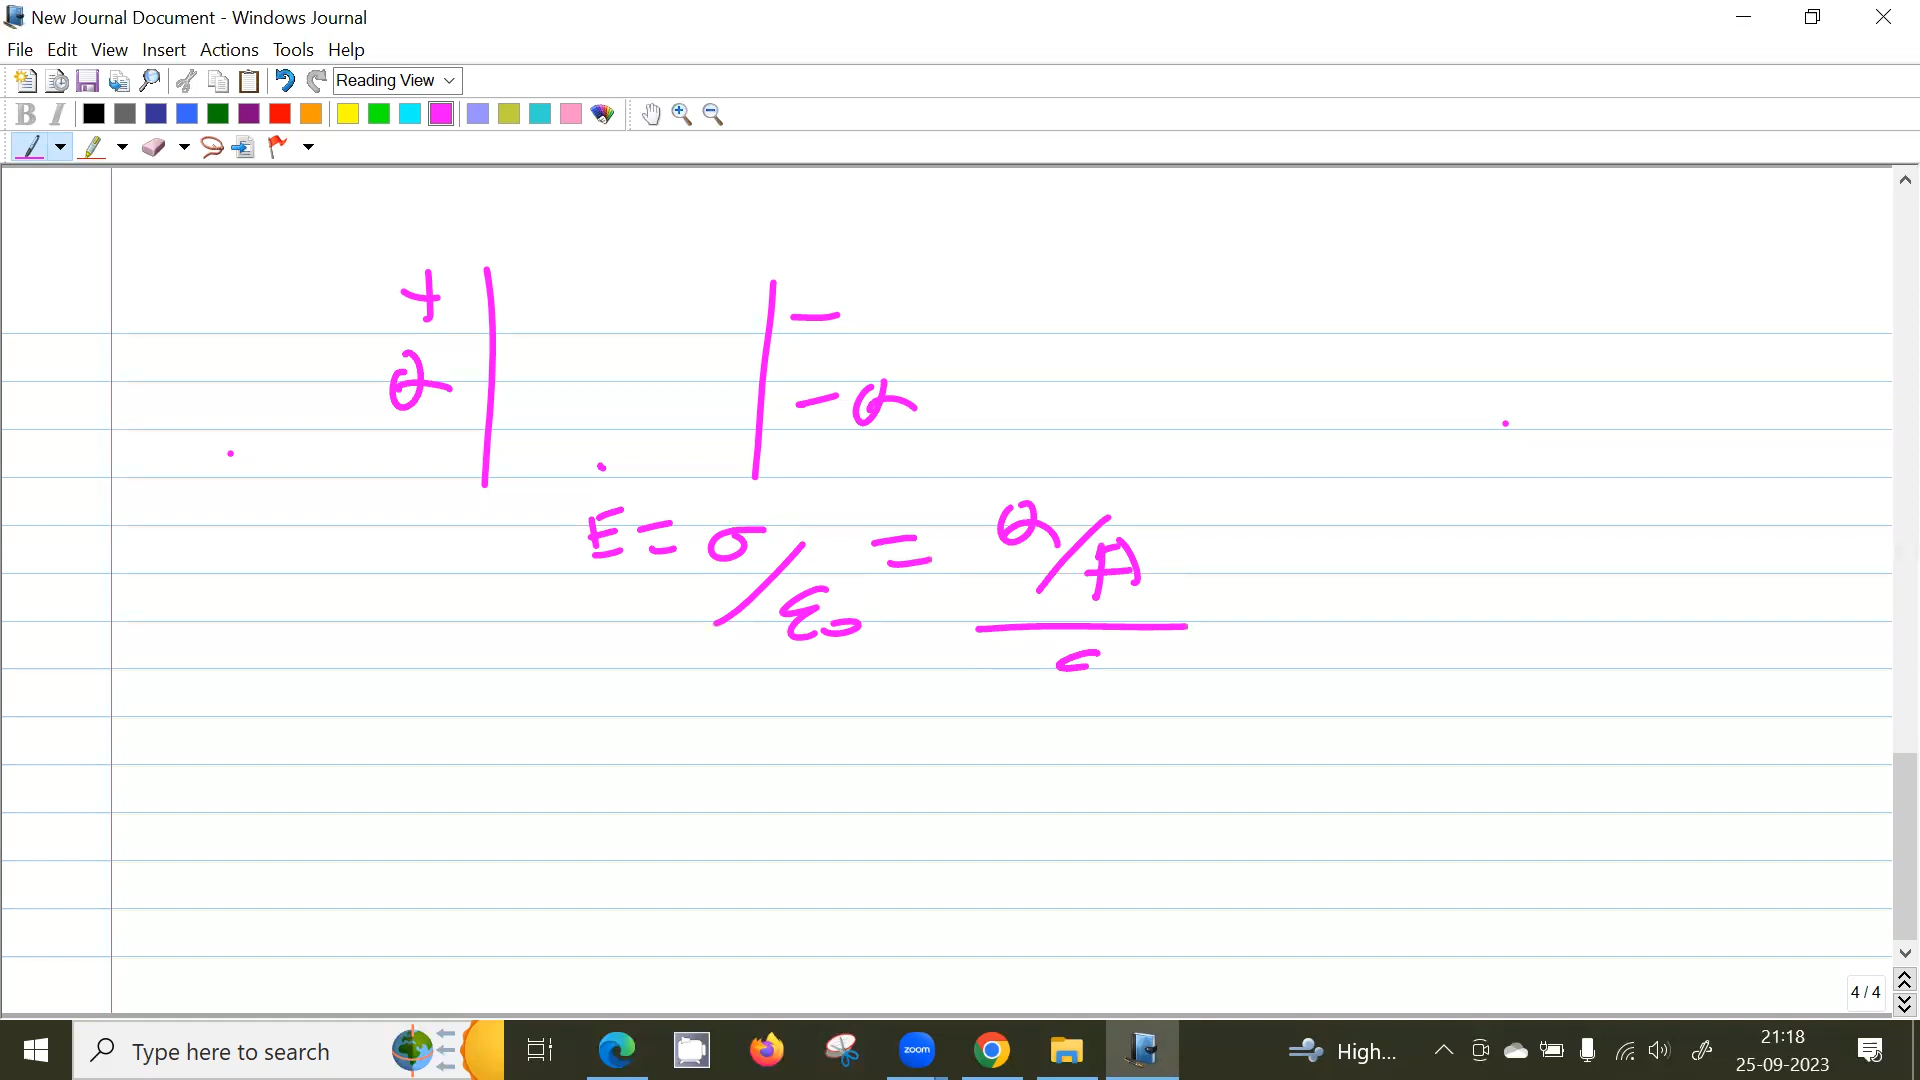 New Journal Document - Windows Journal
File Edit View Insert Actions Tools Help
Reading View
B I
+ −
Q − Q
E = σ/ε₀ = Q/A
4 / 4
Type here to search
zoom
High...
21:18
25-09-2023